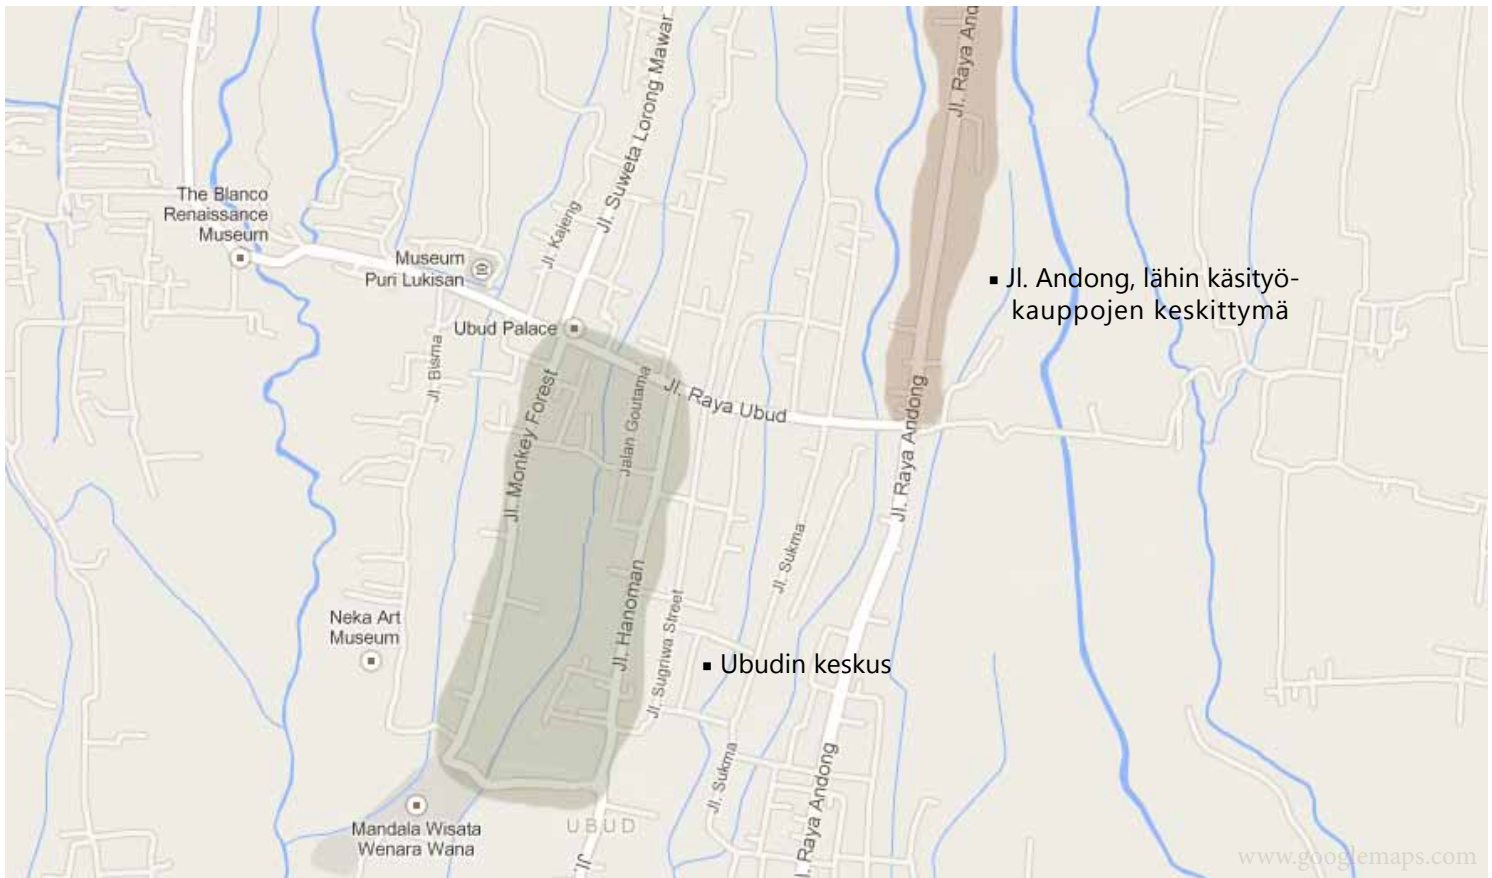 Jl. Raya And
Jl. Suweta Lorong Mawar
Jl. Raya And
The Blanco
Renaissance
Museum
Jl. Kajeng
Museum
Puri Lukisan
▪ Jl. Andong, lähin käsityö-
kauppojen keskittymä
Ubud Palace
Jl. Bisma
Jl. Monkey Forest
Jalan Goutama
Jl. Raya Ubud
Jl. Raya Andong
Jl. Sukma
Jl. Hanoman
Jl. Sugriwa Street
Neka Art
Museum
▪ Ubudin keskus
Jl. Sukma
l. Raya Andong
Mandala Wisata
Wenara Wana
UBUD
Jl.
www.googlemaps.com